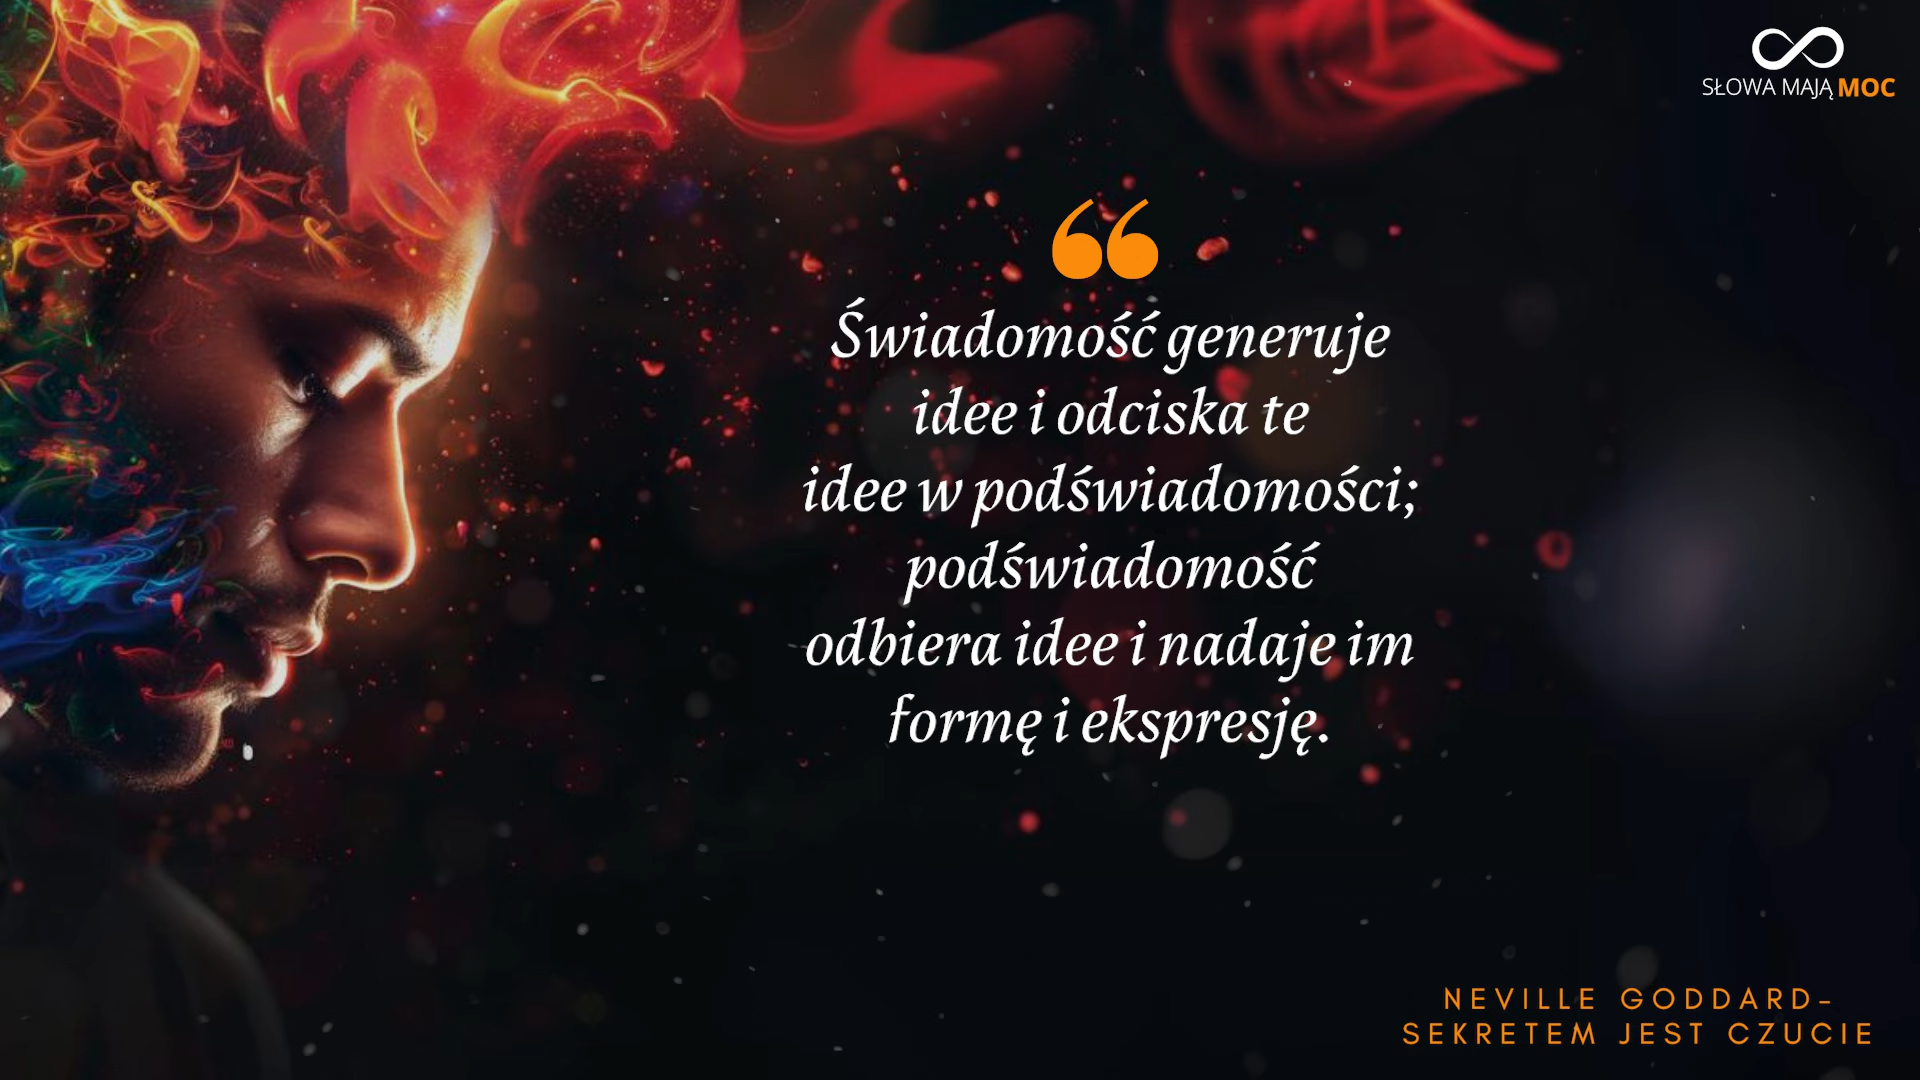 SŁOWA MAJĄ MOC
Świadomość generuje
idee i odciska te
idee w podświadomości;
podświadomość
odbiera idee i nadaje im
formę i ekspresję.
NEVILLE GODDARD-
SEKRETEM JEST CZUCIE